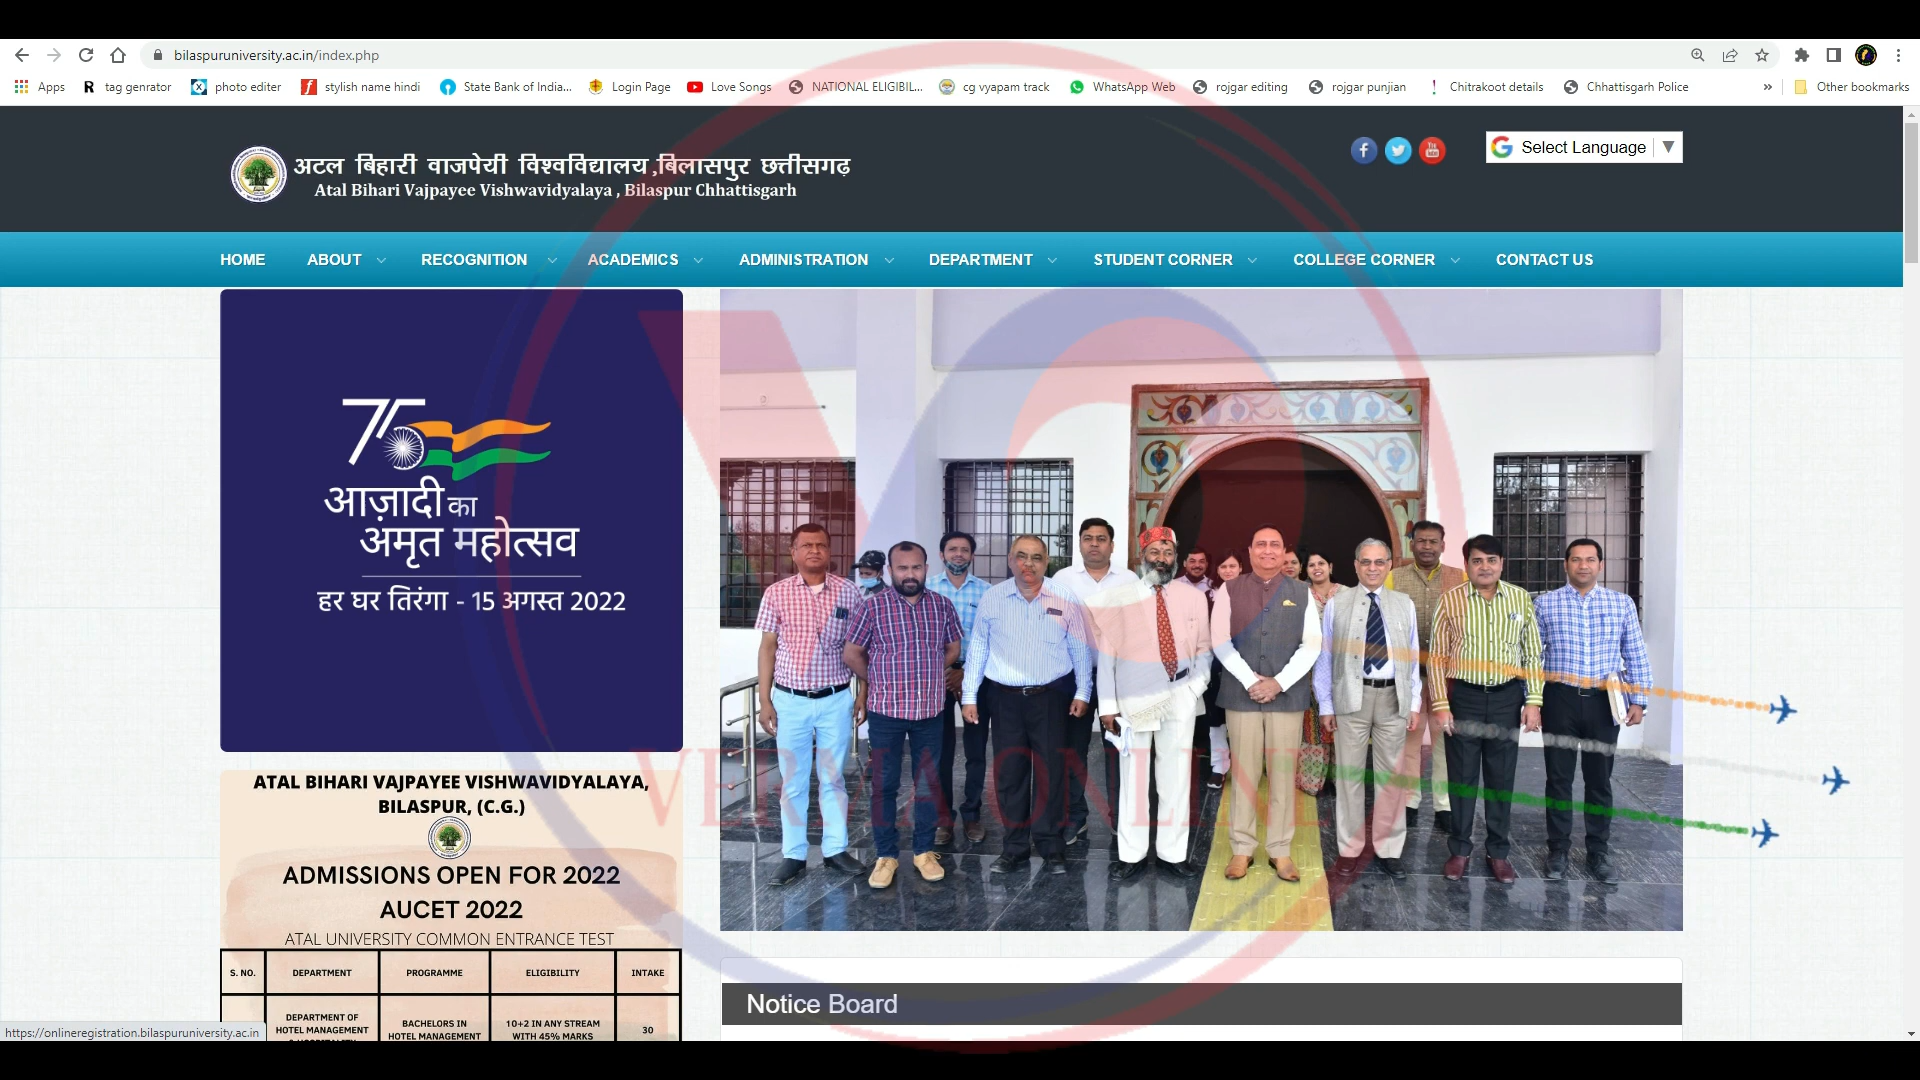 bilaspuruniversity.ac.in/index.php
Apps
R tag genrator
photo editer
stylish name hindi
State Bank of India...
Login Page
Love Songs
NATIONAL ELIGIBIL...
cg vyapam track
WhatsApp Web
rojgar editing
rojgar punjian
Chitrakoot details
Chhattisgarh Police
»
Other bookmarks
अटल बिहारी वाजपेयी विश्वविद्यालय ,बिलासपुर छत्तीसगढ़
Atal Bihari Vajpayee Vishwavidyalaya , Bilaspur Chhattisgarh
Select Language ▼
HOME
ABOUT
RECOGNITION
ACADEMICS
ADMINISTRATION
DEPARTMENT
STUDENT CORNER
COLLEGE CORNER
CONTACT US
75
आज़ादी का
अमृत महोत्सव
हर घर तिरंगा - 15 अगस्त 2022
VERMA ONLINE
ATAL BIHARI VAJPAYEE VISHWAVIDYALAYA,
BILASPUR, (C.G.)
ADMISSIONS OPEN FOR 2022
AUCET 2022
ATAL UNIVERSITY COMMON ENTRANCE TEST
S. NO. DEPARTMENT PROGRAMME ELIGIBILITY INTAKE
DEPARTMENT OF
HOTEL MANAGEMENT
BACHELORS IN
HOTEL MANAGEMENT
10+2 IN ANY STREAM
WITH 45% MARKS
30
Notice Board
https://onlineregistration.bilaspuruniversity.ac.in